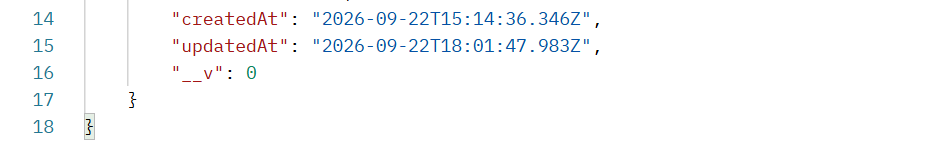 14 "createdAt": "2026-09-22T15:14:36.346Z",
15 "updatedAt": "2026-09-22T18:01:47.983Z",
16 "__v": 0
17 }
18 }